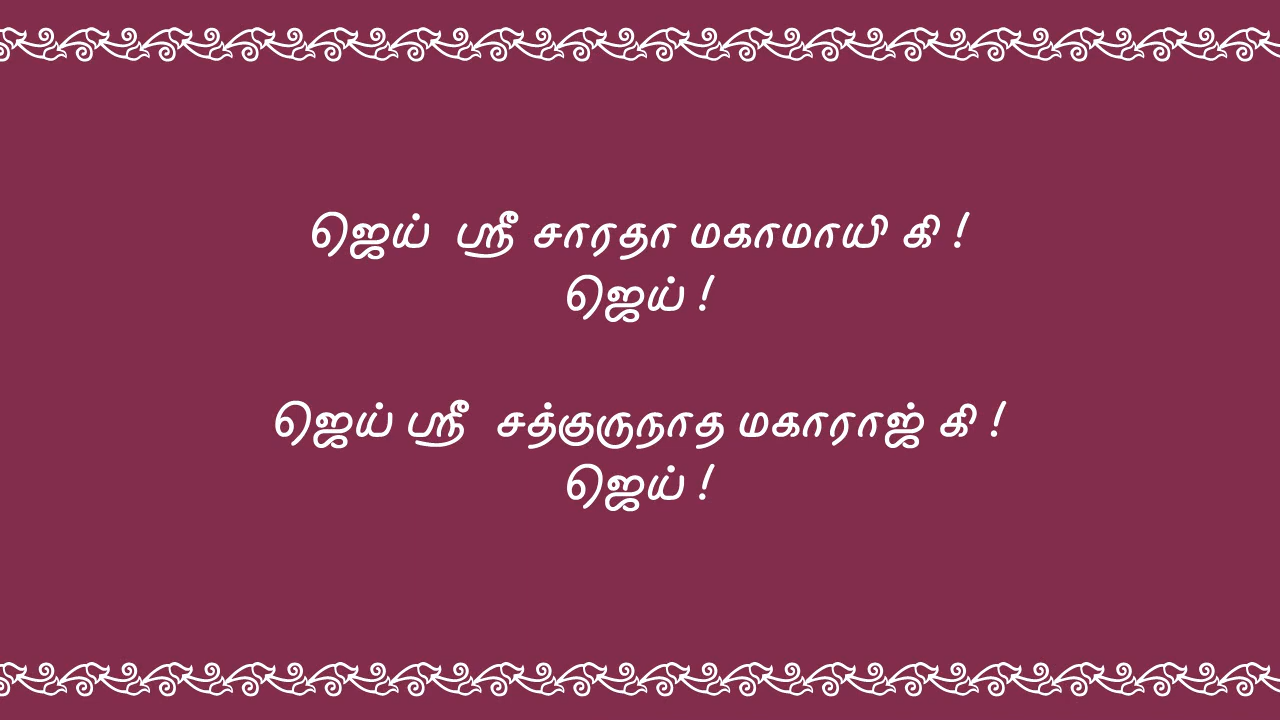 ஜெய் ஸ்ரீ சாரதா மகாமாயி கி !
ஜெய் !
ஜெய் ஸ்ரீ சத்குருநாத மகாராஜ் கி !
ஜெய் !